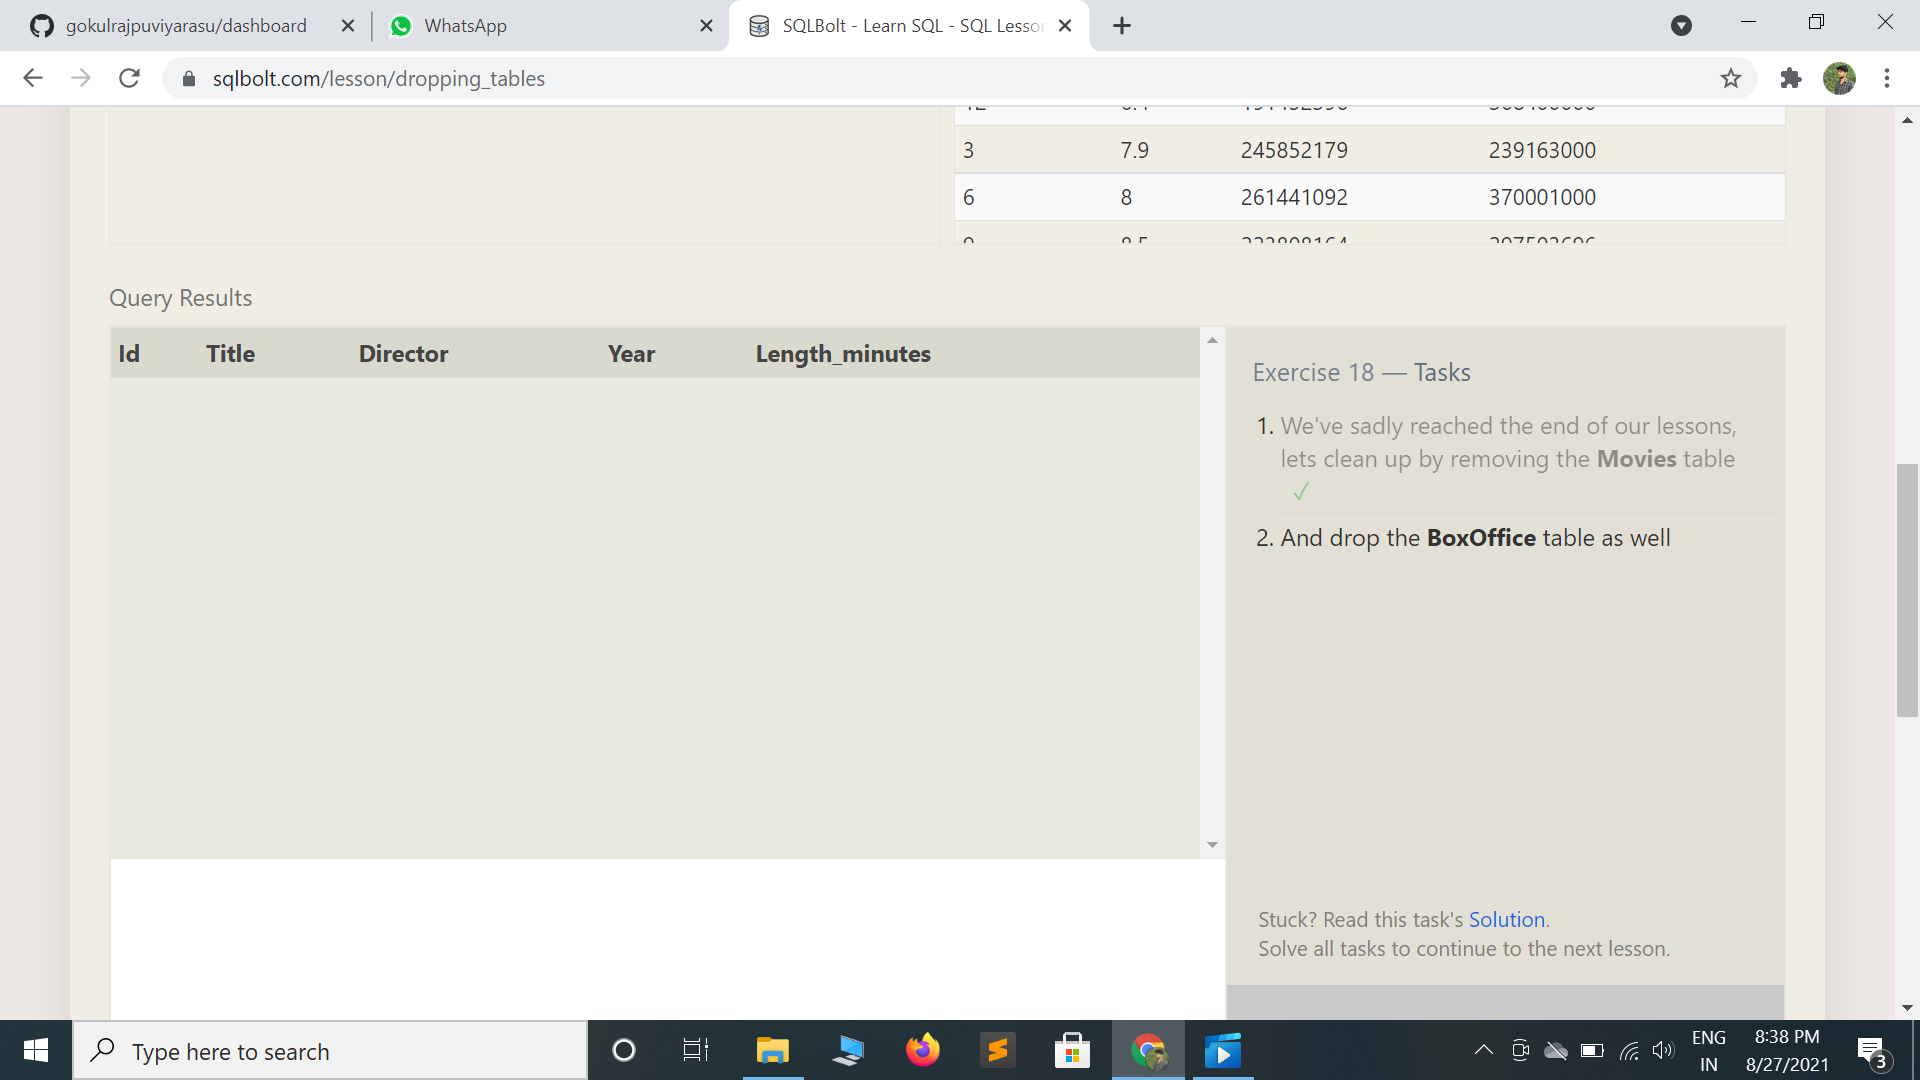 gokulrajpuviyarasu/dashboard
WhatsApp
SQLBolt - Learn SQL - SQL Lesson
sqlbolt.com/lesson/dropping_tables
3 7.9 245852179 239163000
6 8 261441092 370001000
Query Results
Id Title Director Year Length_minutes
Exercise 18 — Tasks
1. We've sadly reached the end of our lessons,
lets clean up by removing the Movies table
✓
2. And drop the BoxOffice table as well
Stuck? Read this task's Solution.
Solve all tasks to continue to the next lesson.
Type here to search
ENG
IN
8:38 PM
8/27/2021
3